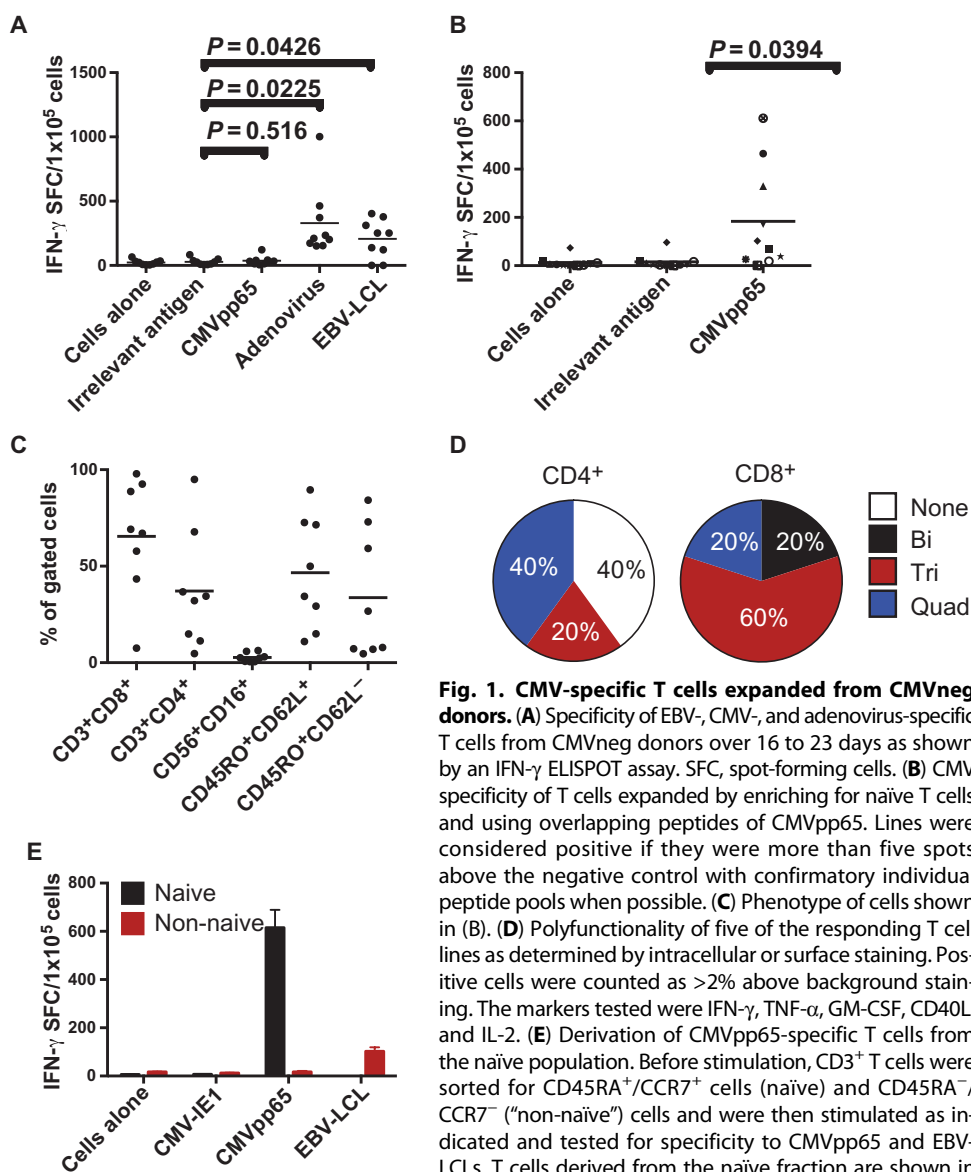 A
P = 0.0426
P = 0.0225
P = 0.516
IFN-γ SFC/1x10⁵ cells
1500
1000
500
0
Cells alone
Irrelevant antigen
CMVpp65
Adenovirus
EBV-LCL
B
P = 0.0394
IFN-γ SFC/1x10⁵ cells
800
600
400
200
0
Cells alone
Irrelevant antigen
CMVpp65
C
% of gated cells
100
50
0
CD3⁺CD8⁺
CD3⁺CD4⁺
CD56⁺CD16⁺
CD45RO⁺CD62L⁺
CD45RO⁺CD62L⁻
D
CD4⁺
40%
40%
20%
CD8⁺
20%
20%
60%
None
Bi
Tri
Quad
E
IFN-γ SFC/1x10⁵ cells
800
600
400
200
0
Naive
Non-naive
Cells alone
CMV-IE1
CMVpp65
EBV-LCL
Fig. 1. CMV-specific T cells expanded from CMVneg
donors. (A) Specificity of EBV-, CMV-, and adenovirus-specific
T cells from CMVneg donors over 16 to 23 days as shown
by an IFN-γ ELISPOT assay. SFC, spot-forming cells. (B) CMV
specificity of T cells expanded by enriching for naïve T cells
and using overlapping peptides of CMVpp65. Lines were
considered positive if they were more than five spots
above the negative control with confirmatory individual
peptide pools when possible. (C) Phenotype of cells shown
in (B). (D) Polyfunctionality of five of the responding T cell
lines as determined by intracellular or surface staining. Pos-
itive cells were counted as >2% above background stain-
ing. The markers tested were IFN-γ, TNF-α, GM-CSF, CD40L
and IL-2. (E) Derivation of CMVpp65-specific T cells from
the naïve population. Before stimulation, CD3⁺ T cells were
sorted for CD45RA⁺/CCR7⁺ cells (naïve) and CD45RA⁻/
CCR7⁻ ("non-naïve") cells and were then stimulated as in-
dicated and tested for specificity to CMVpp65 and EBV-
LCLs. T cells derived from the naïve fraction are shown in